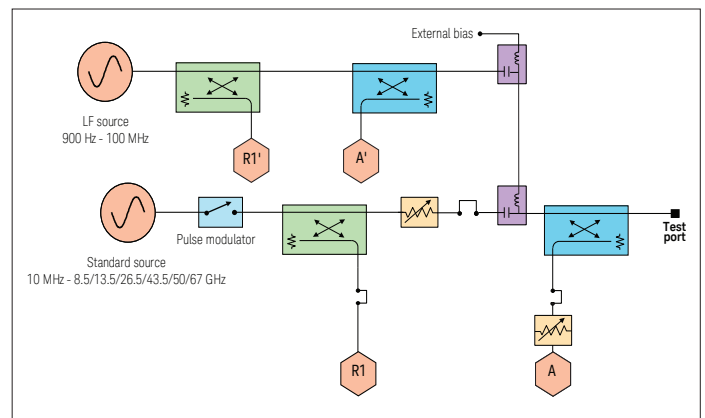 External bias
LF source
900 Hz - 100 MHz
R1'
A'
Pulse modulator
Standard source
10 MHz - 8.5/13.5/26.5/43.5/50/67 GHz
Test
port
R1
A